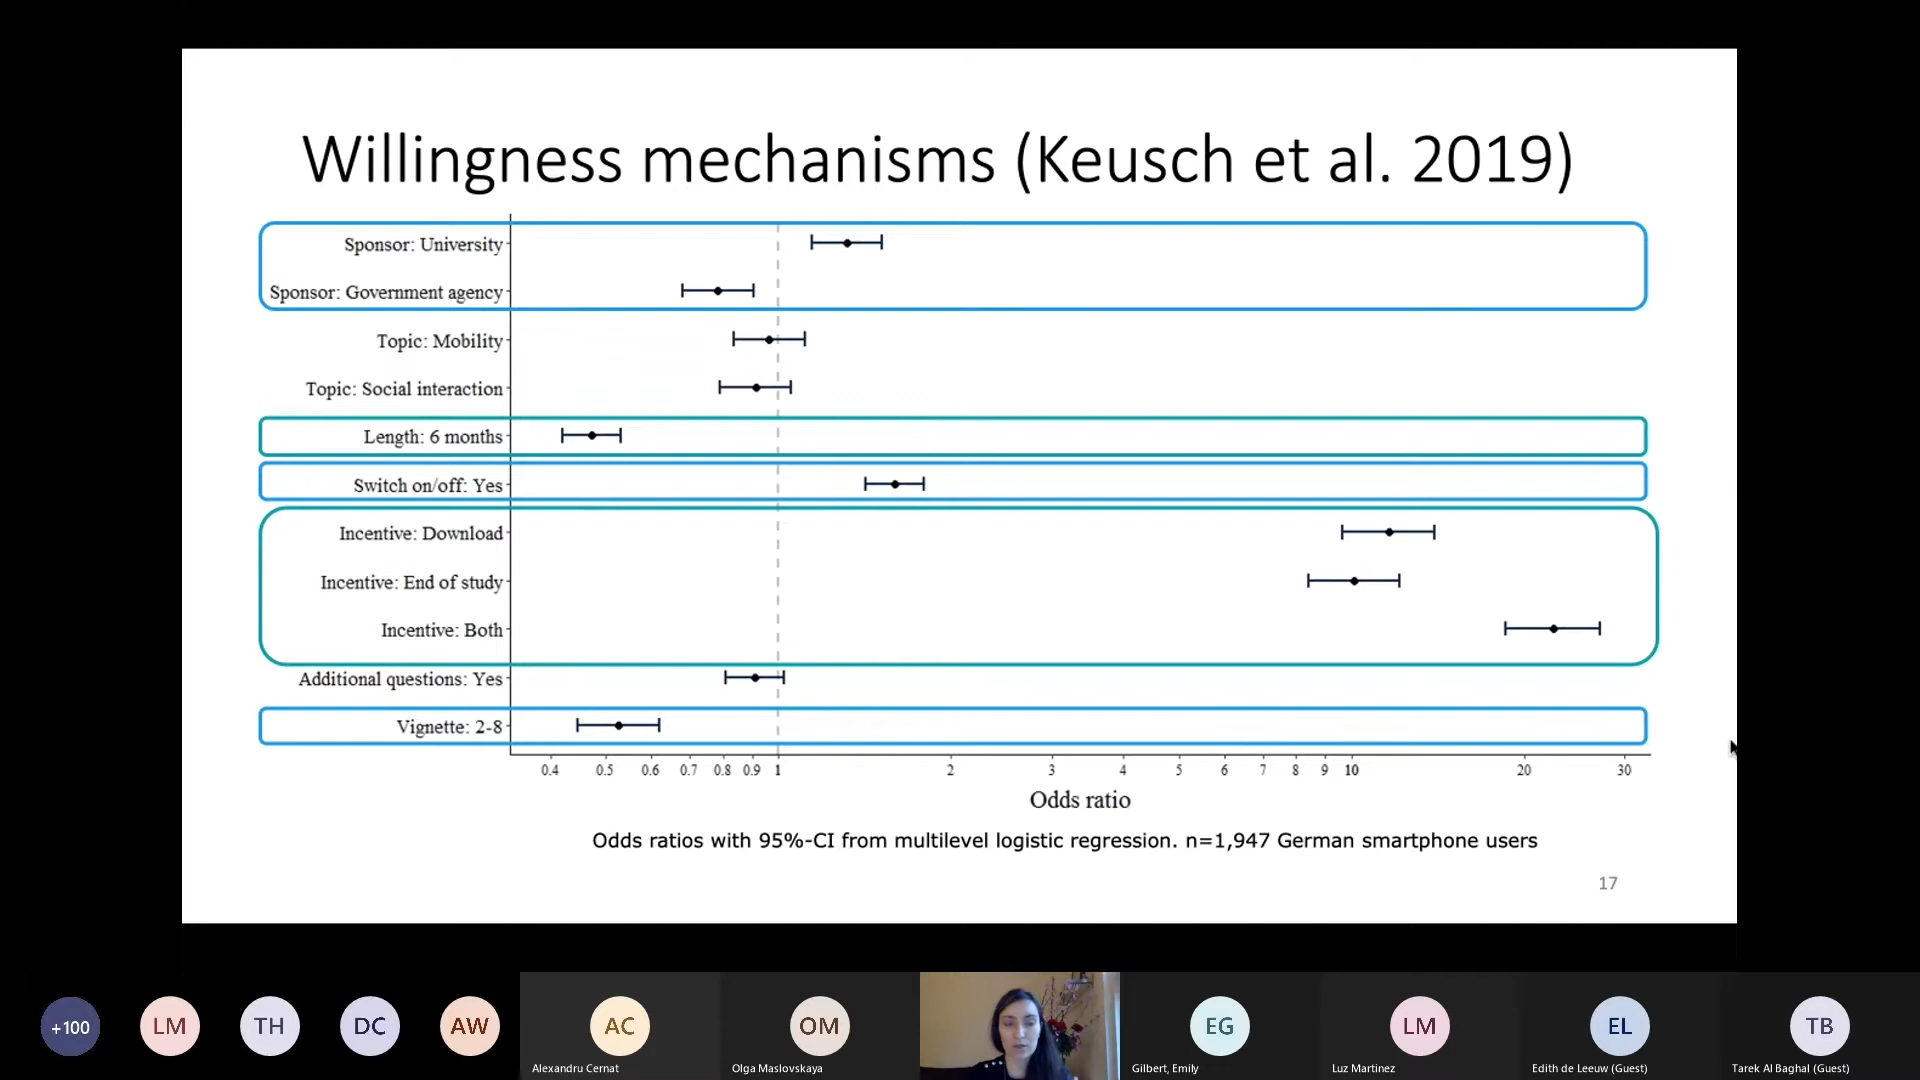 Willingness mechanisms (Keusch et al. 2019)
Sponsor: University
Sponsor: Government agency
Topic: Mobility
Topic: Social interaction
Length: 6 months
Switch on/off: Yes
Incentive: Download
Incentive: End of study
Incentive: Both
Additional questions: Yes
Vignette: 2-8
0.4 0.5 0.6 0.7 0.8 0.9 1 2 3 4 5 6 7 8 9 10 20 30
Odds ratio
Odds ratios with 95%-CI from multilevel logistic regression. n=1,947 German smartphone users
17
+100 LM TH DC AW AC OM EG LM EL TB
Alexandru Cernat Olga Maslovskaya Gilbert, Emily Luz Martinez Edith de Leeuw (Guest) Tarek Al Baghal (Guest)